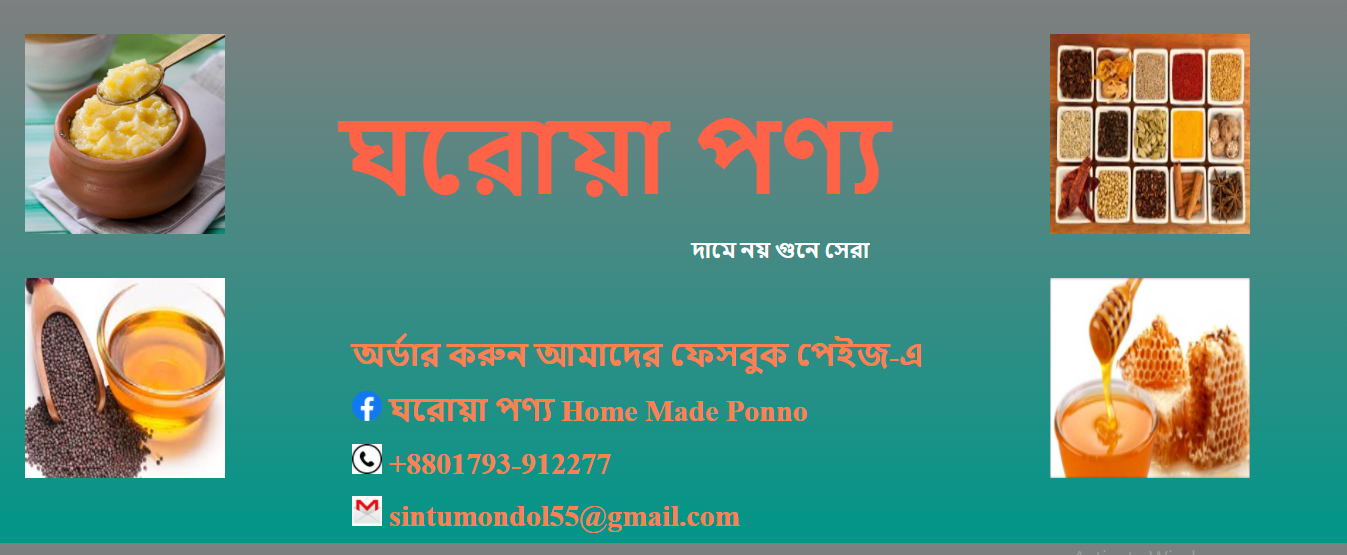 ঘরোয়া পণ্য
দামে নয় গুনে সেরা
অর্ডার করুন আমাদের ফেসবুক পেইজ-এ
ঘরোয়া পণ্য Home Made Ponno
+8801793-912277
sintumondol55@gmail.com